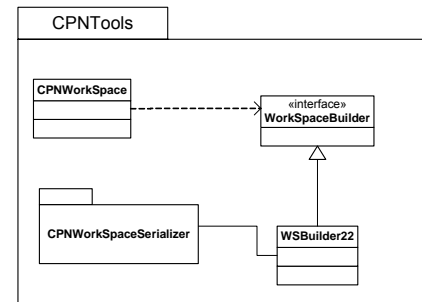 CPNTools
CPNWorkSpace
«interface»
WorkSpaceBuilder
CPNWorkSpaceSerializer
WSBuilder22